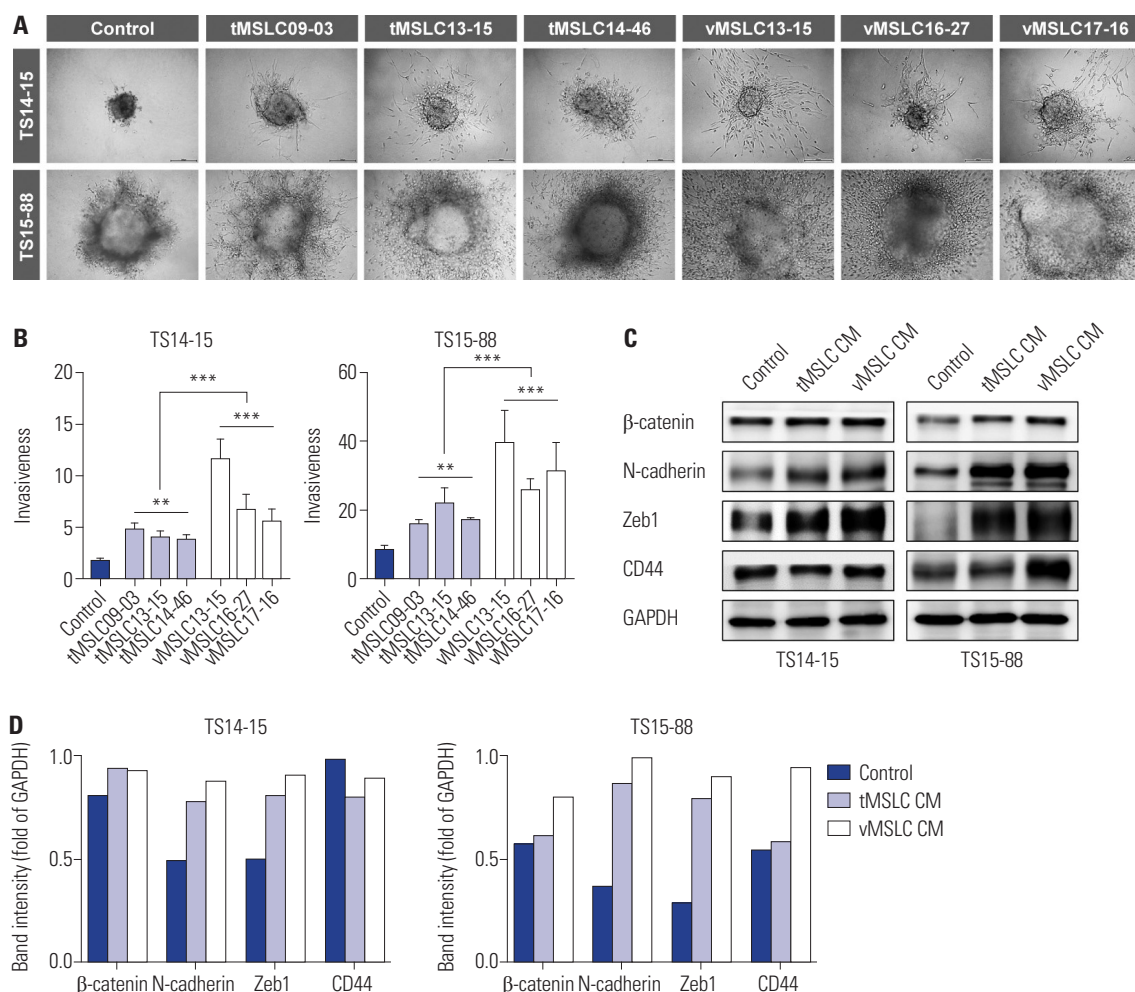 A
Control tMSLC09-03 tMSLC13-15 tMSLC14-46 vMSLC13-15 vMSLC16-27 vMSLC17-16
TS14-15
TS15-88
B
TS14-15
Invasiveness
20
15
10
5
0
***
***
**
Control tMSLC09-03 tMSLC13-15 tMSLC14-46 vMSLC13-15 vMSLC16-27 vMSLC17-16
TS15-88
Invasiveness
60
40
20
0
***
***
**
Control tMSLC09-03 tMSLC13-15 tMSLC14-46 vMSLC13-15 vMSLC16-27 vMSLC17-16
C
Control tMSLC CM vMSLC CM Control tMSLC CM vMSLC CM
β-catenin
N-cadherin
Zeb1
CD44
GAPDH
TS14-15 TS15-88
D
TS14-15
Band intensity (fold of GAPDH)
1.0
0.5
0.0
β-catenin N-cadherin Zeb1 CD44
TS15-88
Band intensity (fold of GAPDH)
1.0
0.5
0.0
β-catenin N-cadherin Zeb1 CD44
Control
tMSLC CM
vMSLC CM